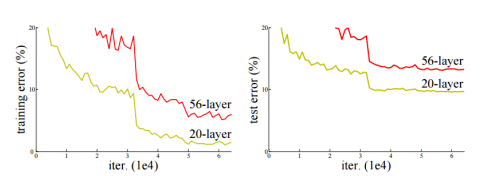 20
10
0
training error (%)
56-layer
20-layer
0 1 2 3 4 5 6
iter. (1e4)
20
10
0
test error (%)
56-layer
20-layer
0 1 2 3 4 5 6
iter. (1e4)